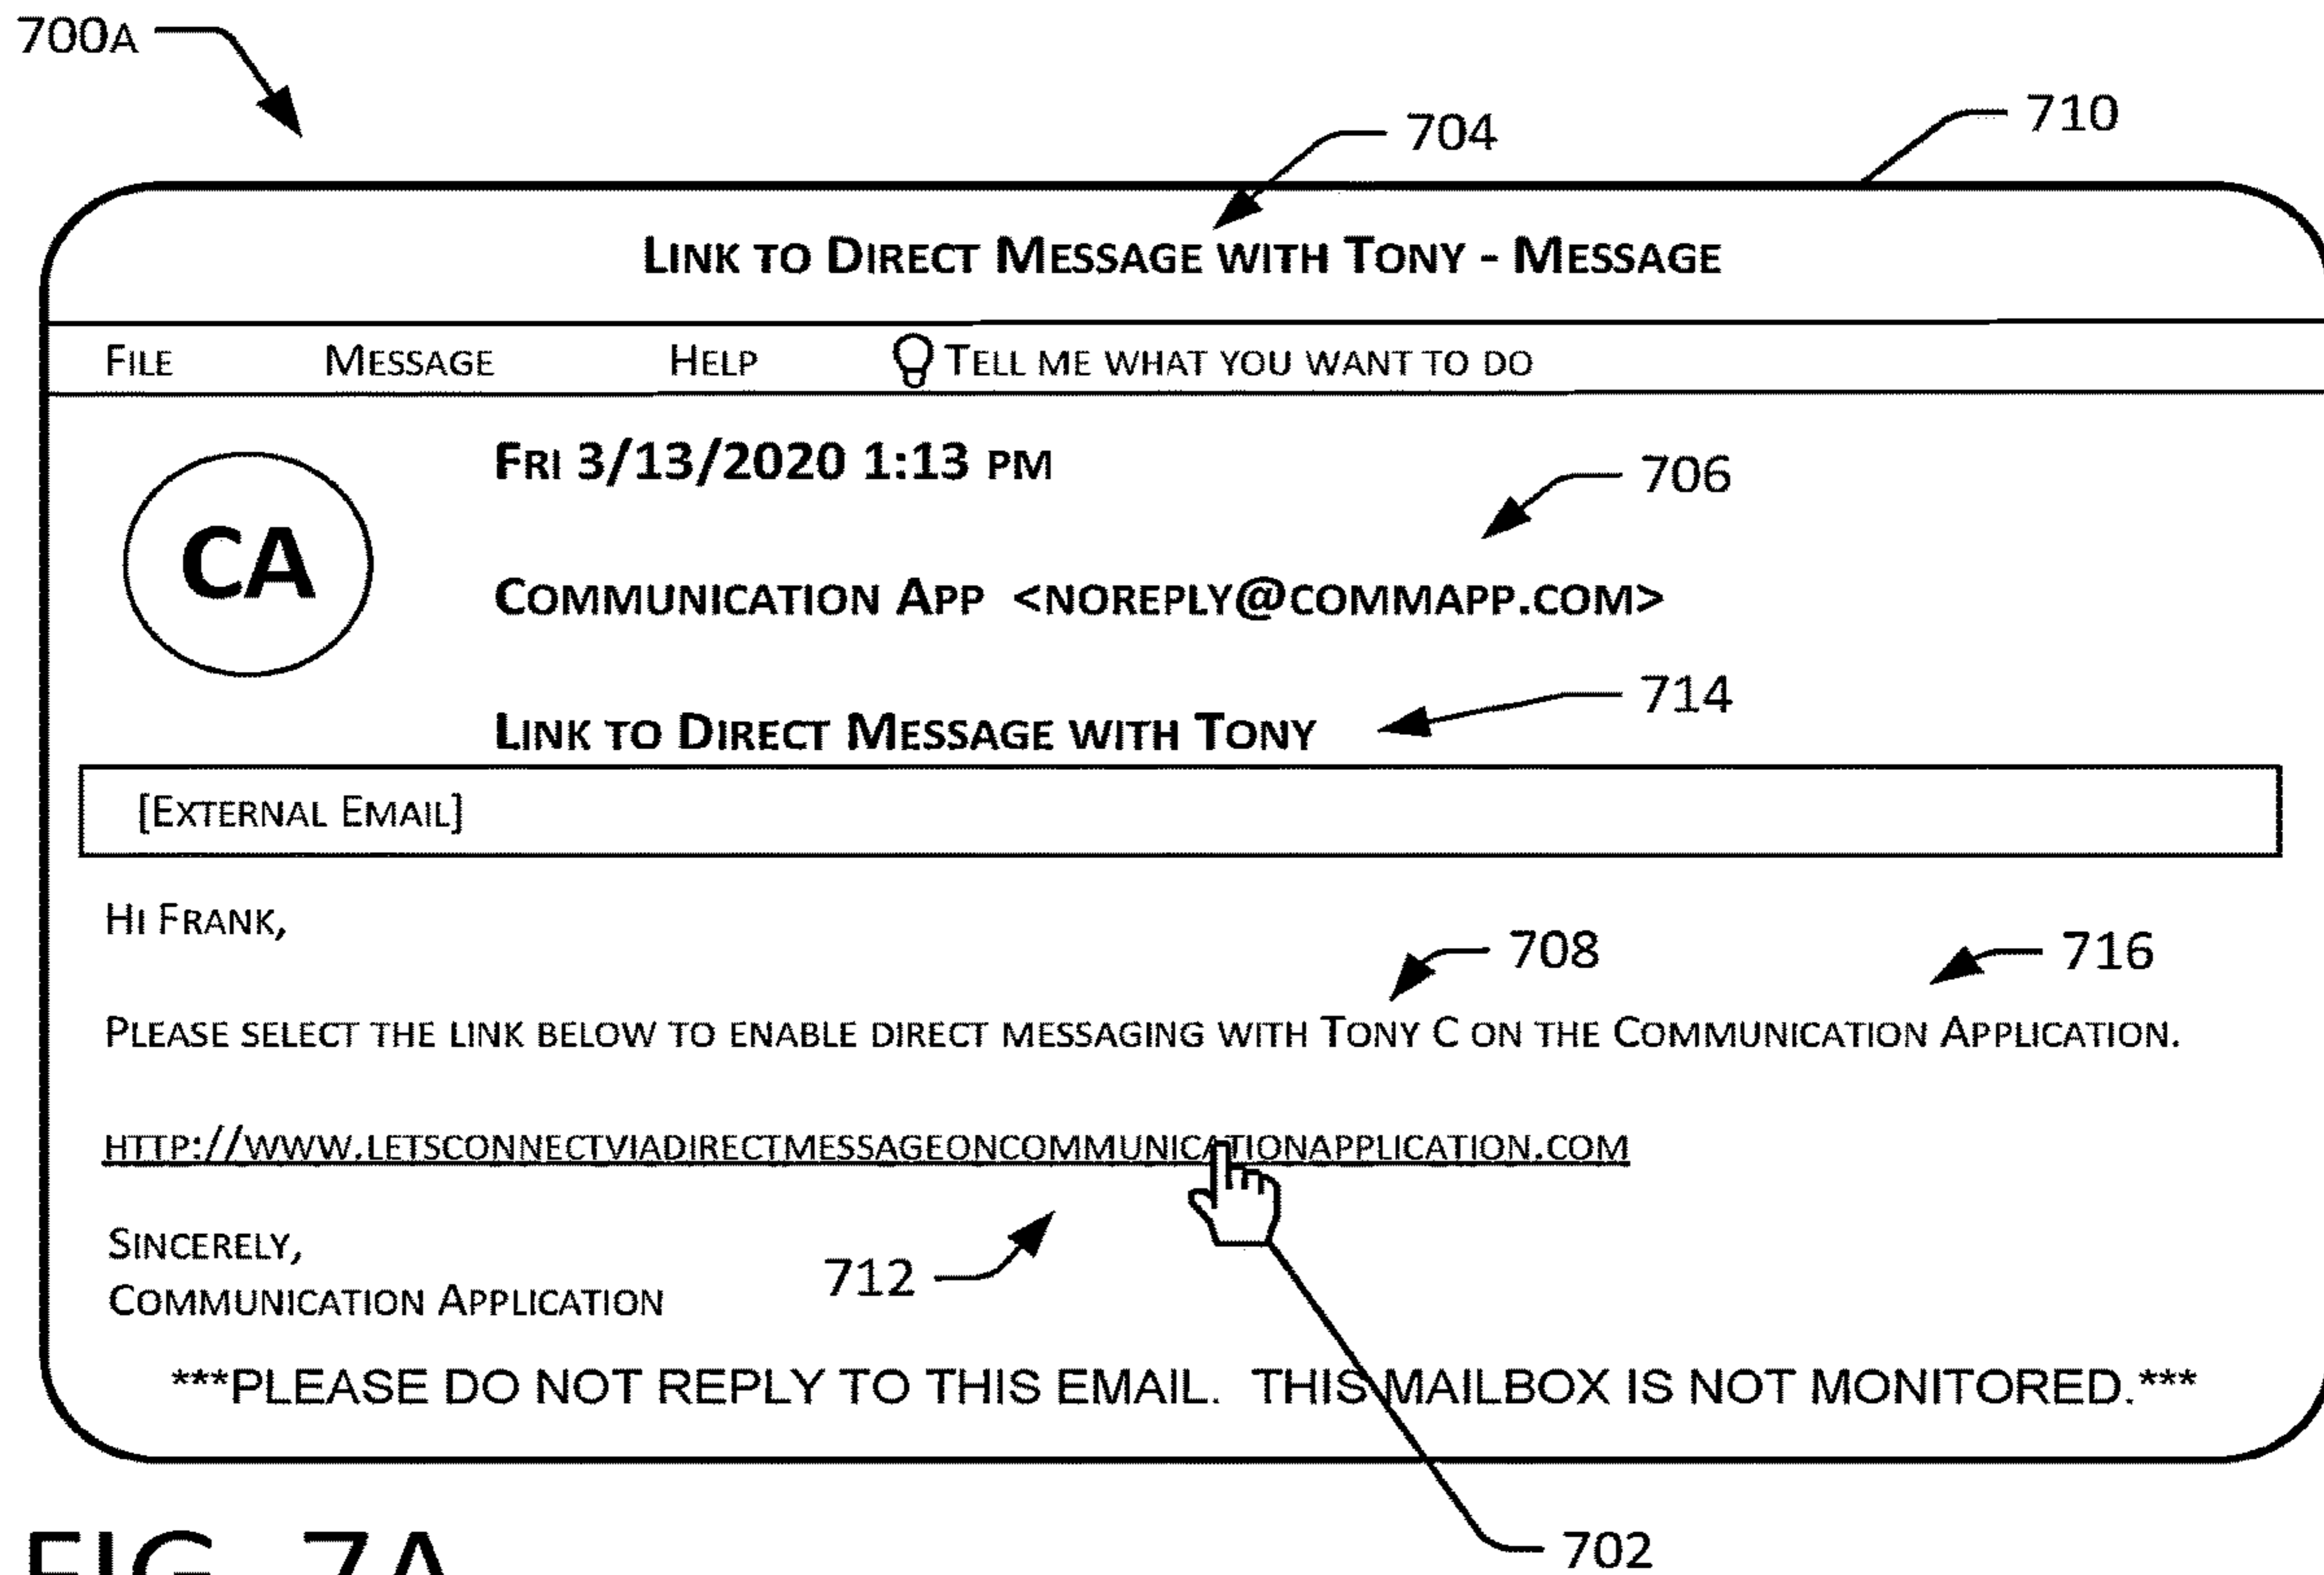 700A
704
710
LINK TO DIRECT MESSAGE WITH TONY - MESSAGE
FILE MESSAGE HELP TELL ME WHAT YOU WANT TO DO
FRI 3/13/2020 1:13 PM
706
CA
COMMUNICATION APP <NOREPLY@COMMAPP.COM>
714
LINK TO DIRECT MESSAGE WITH TONY
[EXTERNAL EMAIL]
HI FRANK,
708
716
PLEASE SELECT THE LINK BELOW TO ENABLE DIRECT MESSAGING WITH TONY C ON THE COMMUNICATION APPLICATION.
HTTP://WWW.LETSCONNECTVIADIRECTMESSAGEONCOMMUNICATIONAPPLICATION.COM
SINCERELY,
712
COMMUNICATION APPLICATION
***PLEASE DO NOT REPLY TO THIS EMAIL. THIS MAILBOX IS NOT MONITORED.***
702
FIG. 7A